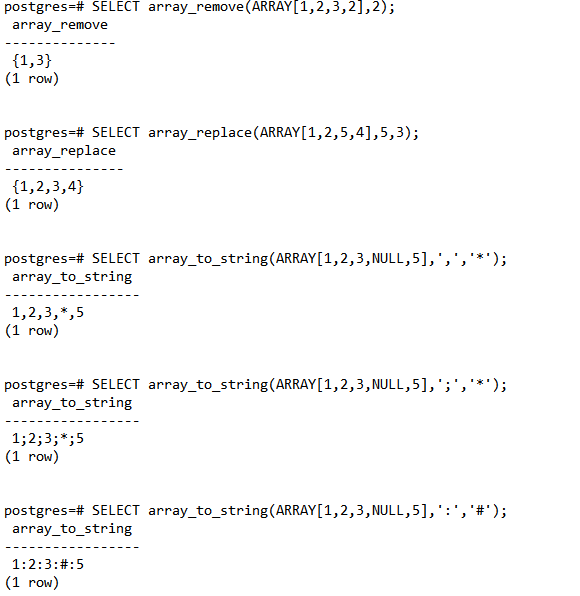 postgres=# SELECT array_remove(ARRAY[1,2,3,2],2);
 array_remove
--------------
 {1,3}
(1 row)

postgres=# SELECT array_replace(ARRAY[1,2,5,4],5,3);
 array_replace
---------------
 {1,2,3,4}
(1 row)

postgres=# SELECT array_to_string(ARRAY[1,2,3,NULL,5],',','*');
 array_to_string
-----------------
 1,2,3,*,5
(1 row)

postgres=# SELECT array_to_string(ARRAY[1,2,3,NULL,5],';','*');
 array_to_string
-----------------
 1;2;3;*;5
(1 row)

postgres=# SELECT array_to_string(ARRAY[1,2,3,NULL,5],':','#');
 array_to_string
-----------------
 1:2:3:#:5
(1 row)